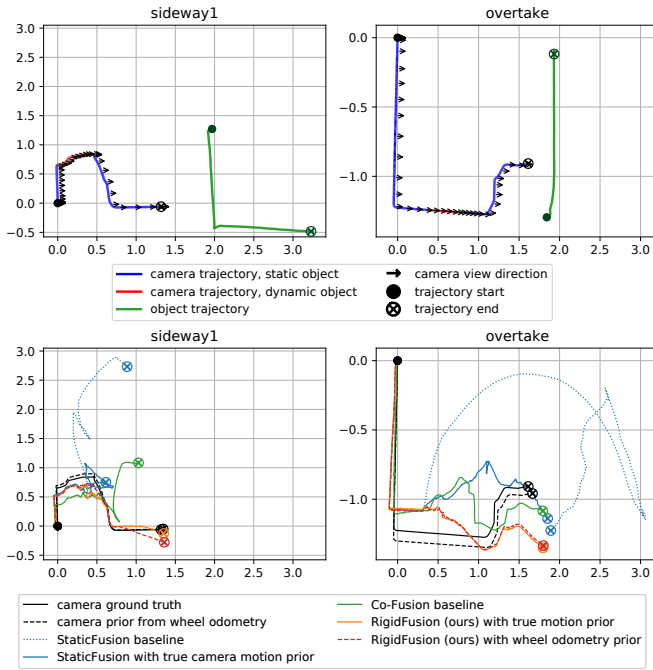 sideway1
overtake
3.0
2.5
2.0
1.5
1.0
0.5
0.0
−0.5
0.0 0.5 1.0 1.5 2.0 2.5 3.0
0.0
−0.5
−1.0
0.0 0.5 1.0 1.5 2.0 2.5 3.0
camera trajectory, static object
camera trajectory, dynamic object
object trajectory
camera view direction
trajectory start
trajectory end
sideway1
overtake
3.0
2.5
2.0
1.5
1.0
0.5
0.0
−0.5
0.0 0.5 1.0 1.5 2.0 2.5 3.0
0.0
−0.5
−1.0
0.0 0.5 1.0 1.5 2.0 2.5 3.0
camera ground truth
camera prior from wheel odometry
StaticFusion baseline
StaticFusion with true camera motion prior
Co-Fusion baseline
RigidFusion (ours) with true motion prior
RigidFusion (ours) with wheel odometry prior